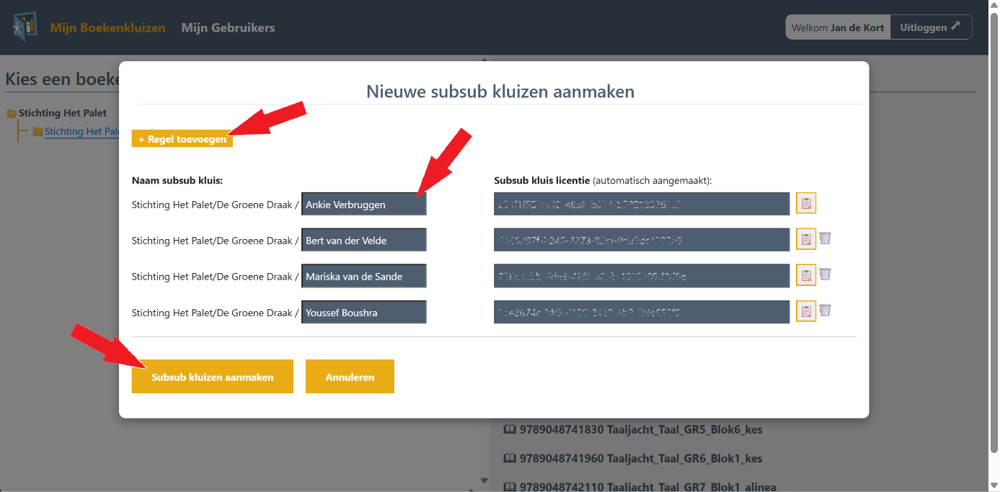 Mijn Boekenkluizen Mijn Gebruikers Welkom Jan de Kort Uitloggen
Kies een boeke
Stichting Het Palet
Stichting Het Pale
Nieuwe subsub kluizen aanmaken
+ Regel toevoegen
Naam subsub kluis: Subsub kluis licentie (automatisch aangemaakt):
Stichting Het Palet/De Groene Draak / Ankie Verbruggen
Stichting Het Palet/De Groene Draak / Bert van der Velde
Stichting Het Palet/De Groene Draak / Mariska van de Sande
Stichting Het Palet/De Groene Draak / Youssef Boushra
Subsub kluizen aanmaken Annuleren
9789048741830 Taaljacht_Taal_GR5_Blok6_kes
9789048741960 Taaljacht_Taal_GR6_Blok1_kes
9789048742110 Taaljacht_Taal_GR7_Blok1_alinea